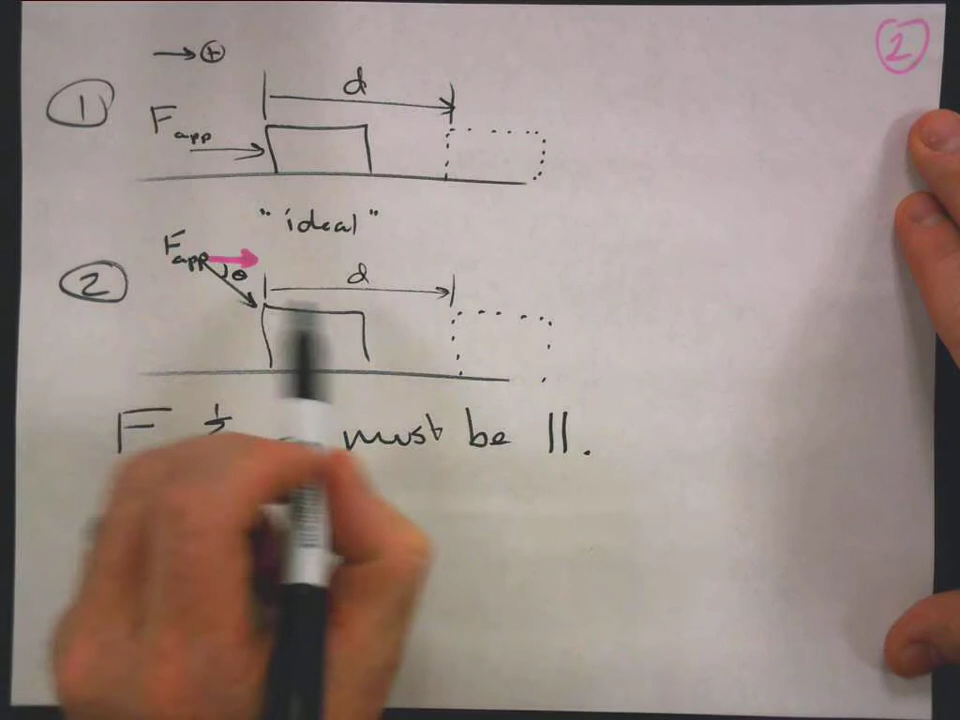 2
→ ⊕
1
d
F app
"ideal"
F app
θ
2
d
F & must be ||.